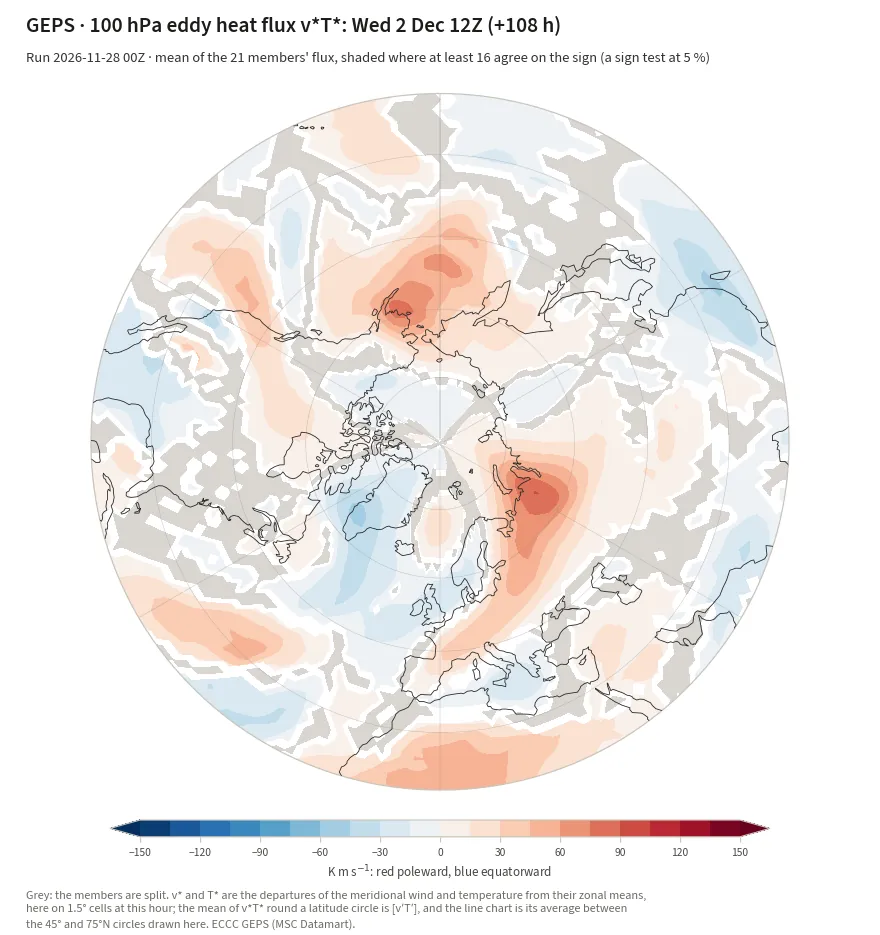 GEPS · 100 hPa eddy heat flux v*T*: Wed 2 Dec 12Z (+108 h)
Run 2026-11-28 00Z · mean of the 21 members' flux, shaded where at least 16 agree on the sign (a sign test at 5 %)
−150 −120 −90 −60 −30 0 30 60 90 120 150
K m s⁻¹: red poleward, blue equatorward
Grey: the members are split. v* and T* are the departures of the meridional wind and temperature from their zonal means,
here on 1.5° cells at this hour; the mean of v*T* round a latitude circle is [v'T'], and the line chart is its average between
the 45° and 75°N circles drawn here. ECCC GEPS (MSC Datamart).